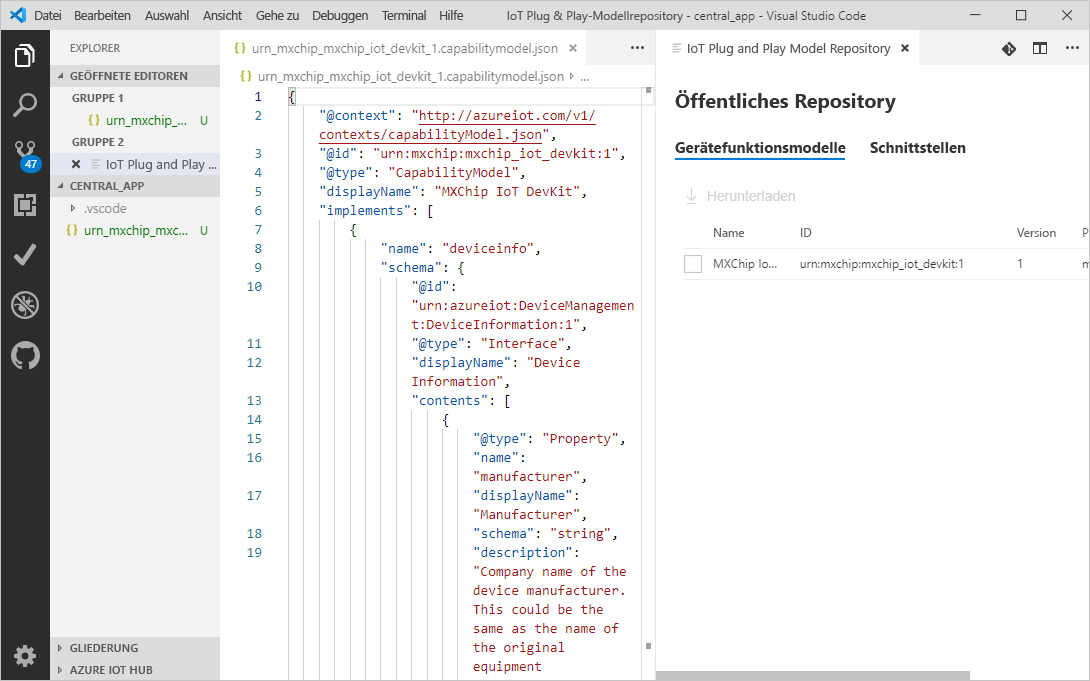 Datei Bearbeiten Auswahl Ansicht Gehe zu Debuggen Terminal Hilfe IoT Plug & Play-Modellrepository - central_app - Visual Studio Code
EXPLORER
GEÖFFNETE EDITOREN
GRUPPE 1
{} urn_mxchip_... U
GRUPPE 2
IoT Plug and Play ...
CENTRAL_APP
.vscode
{} urn_mxchip_mxc... U
47
GLIEDERUNG
AZURE IOT HUB
{} urn_mxchip_mxchip_iot_devkit_1.capabilitymodel.json
{} urn_mxchip_mxchip_iot_devkit_1.capabilitymodel.json ...
1 {
2 "@context": "http://azureiot.com/v1/
contexts/capabilityModel.json",
3 "@id": "urn:mxchip:mxchip_iot_devkit:1",
4 "@type": "CapabilityModel",
5 "displayName": "MXChip IoT DevKit",
6 "implements": [
7 {
8 "name": "deviceinfo",
9 "schema": {
10 "@id":
"urn:azureiot:DeviceManagemen
t:DeviceInformation:1",
11 "@type": "Interface",
12 "displayName": "Device
Information",
13 "contents": [
14 {
15 "@type": "Property",
16 "name":
"manufacturer",
17 "displayName":
"Manufacturer",
18 "schema": "string",
19 "description":
"Company name of the
device manufacturer.
This could be the
same as the name of
the original
equipment
IoT Plug and Play Model Repository
Öffentliches Repository
Gerätefunktionsmodelle Schnittstellen
Herunterladen
Name ID Version P
MXChip Io... urn:mxchip:mxchip_iot_devkit:1 1 m